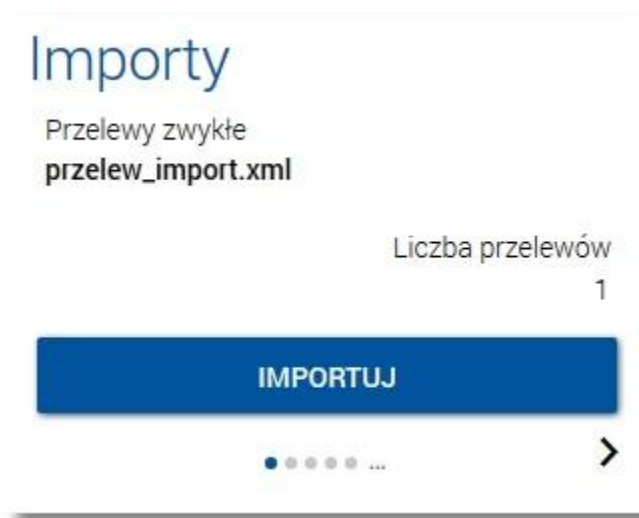 Importy
Przelewy zwykłe
przelew_import.xml
Liczba przelewów
1
IMPORTUJ
...